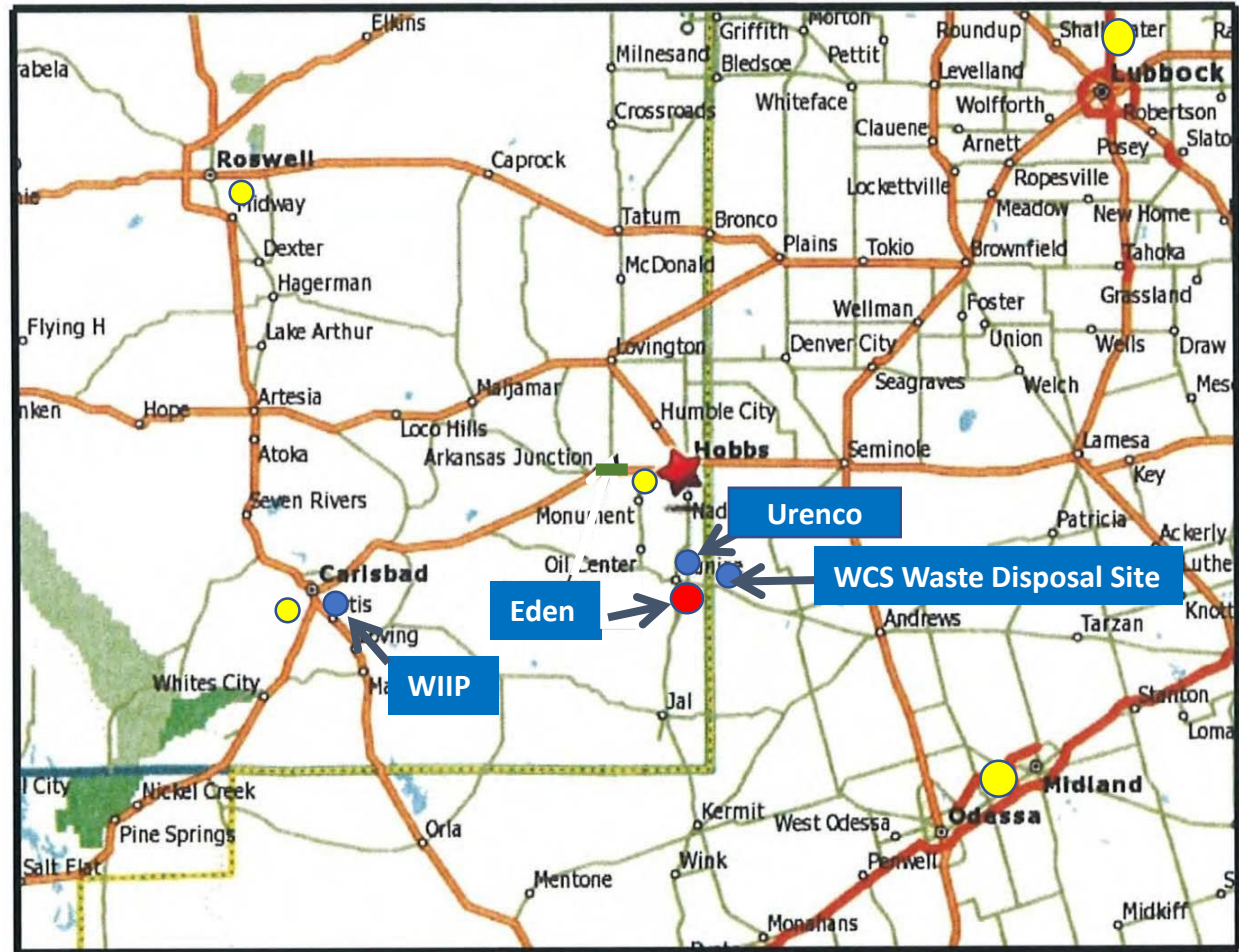 Elkins
Griffith
Morton
Roundup
Milnesand
Bledsoe
Pettit
Levelland
Lubbock
Whiteface
Wolfforth
Robertson
Crossroads
Clauene
Arnett
Posey
Roswell
Caprock
Lockettville
Ropesville
Midway
Meadow
New Home
Tatum
Bronco
Dexter
McDonald
Plains
Tokio
Brownfield
Tahoka
Hagerman
Grassland
Wellman
Foster
Flying H
Lake Arthur
Lovington
Denver City
Union
Wells
Draw
Seagraves
Welch
Artesia
Maljamar
Hope
Loco Hills
Humble City
Atoka
Arkansas Junction
Hobbs
Seminole
Lamesa
Key
Seven Rivers
Monument
Urenco
Patricia
Ackerly
Oil Center
WCS Waste Disposal Site
Carlsbad
Eden
Andrews
Tarzan
WIIP
Whites City
Jal
Stanton
Nickel Creek
Midland
Pine Springs
Orla
Kermit
West Odessa
Odessa
Salt Flat
Wink
Penwell
Mentone
Monahans
Midkiff